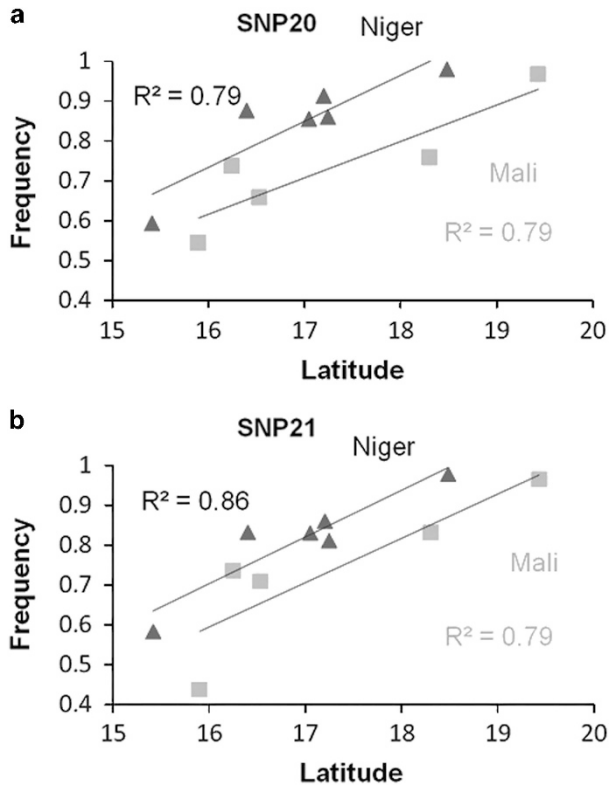 a
SNP20
Niger
R² = 0.79
Mali
R² = 0.79
Frequency
1
0.9
0.8
0.7
0.6
0.5
0.4
15 16 17 18 19 20
Latitude
b
SNP21
Niger
R² = 0.86
Mali
R² = 0.79
Frequency
1
0.9
0.8
0.7
0.6
0.5
0.4
15 16 17 18 19 20
Latitude